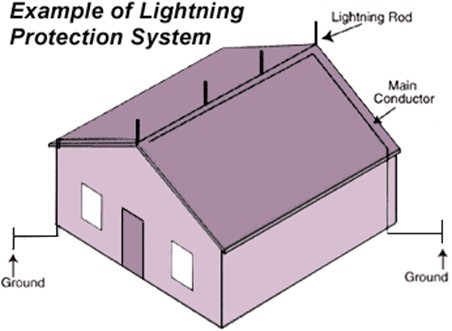 Example of Lightning
Protection System
Lightning Rod
Main
Conductor
Ground
Ground